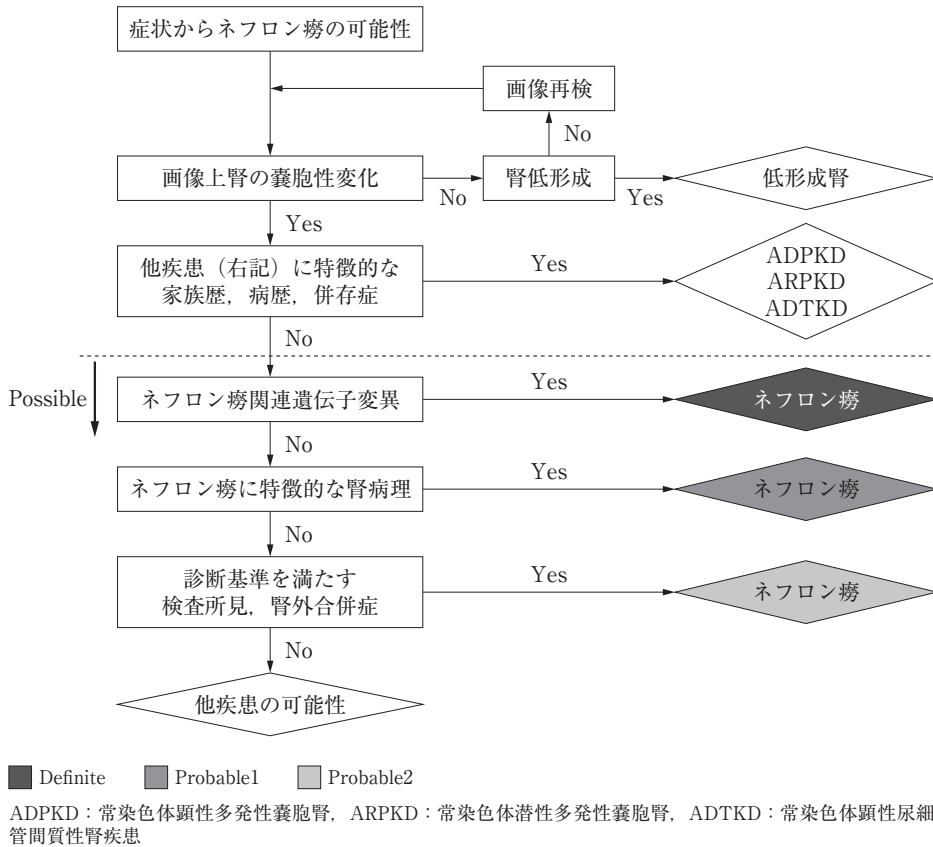 症状からネフロン癆の可能性
画像再検
No
画像上腎の嚢胞性変化
No
腎低形成
Yes
低形成腎
Yes
他疾患（右記）に特徴的な
家族歴，病歴，併存症
Yes
ADPKD
ARPKD
ADTKD
No
Possible
ネフロン癆関連遺伝子変異
Yes
ネフロン癆
No
ネフロン癆に特徴的な腎病理
Yes
ネフロン癆
No
診断基準を満たす
検査所見，腎外合併症
Yes
ネフロン癆
No
他疾患の可能性
Definite
Probable1
Probable2
ADPKD：常染色体顕性多発性嚢胞腎，ARPKD：常染色体潜性多発性嚢胞腎，ADTKD：常染色体顕性尿細
管間質性腎疾患